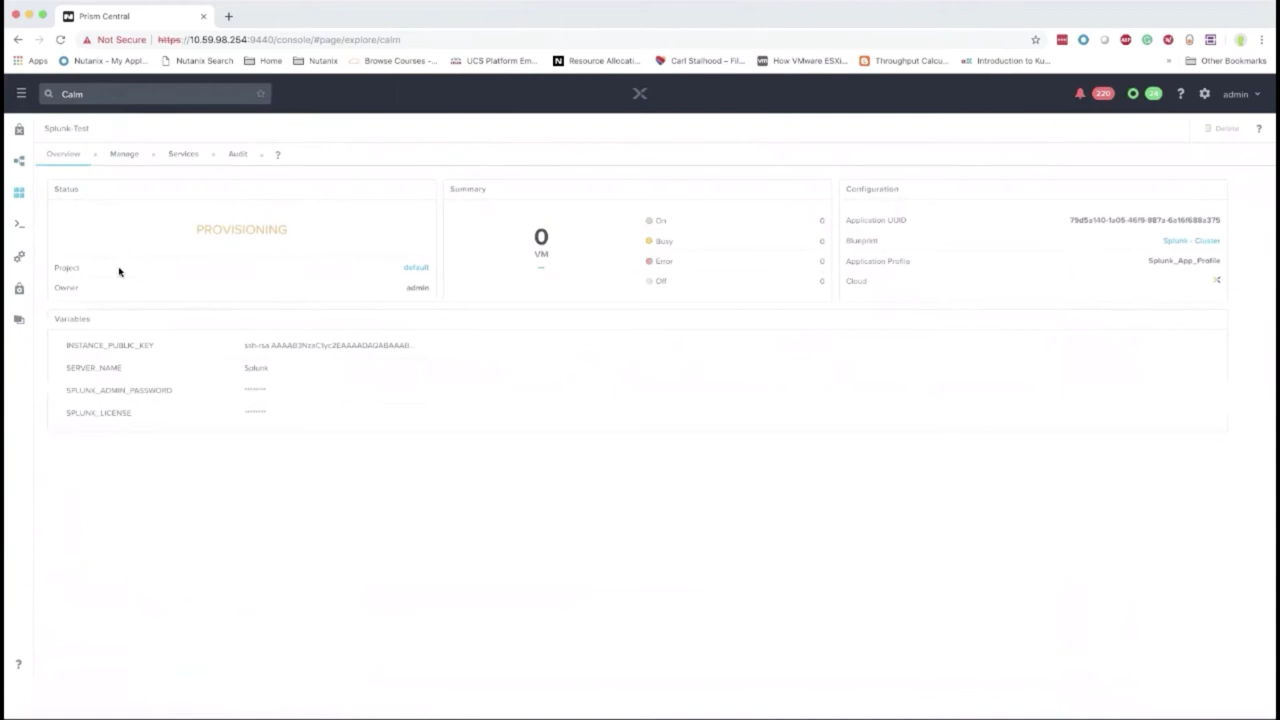 Prism Central
Not Secure https://10.59.98.254:9440/console/#page/explore/calm
Apps Nutanix - My Appl... Nutanix Search Home Nutanix Browse Courses -... UCS Platform Em... Resource Allocati... Carl Stalhood – Fil... How VMware ESXi... Throughput Calcu... Introduction to Ku... » Other Bookmarks
Calm 220 24 ? admin
Splunk-Test Delete ?
Overview Manage Services Audit ?
Status Summary Configuration
PROVISIONING
Project default
Owner admin
0
VM
On 0
Busy 0
Error 0
Off 0
Application UUID 79d5a140-1a05-46f9-987a-6a16f688a375
Blueprint Splunk - Cluster
Application Profile Splunk_App_Profile
Cloud
Variables
INSTANCE_PUBLIC_KEY ssh-rsa AAAAB3NzaC1yc2EAAAADAQABAAAB...
SERVER_NAME Splunk
SPLUNK_ADMIN_PASSWORD ********
SPLUNK_LICENSE ********
?